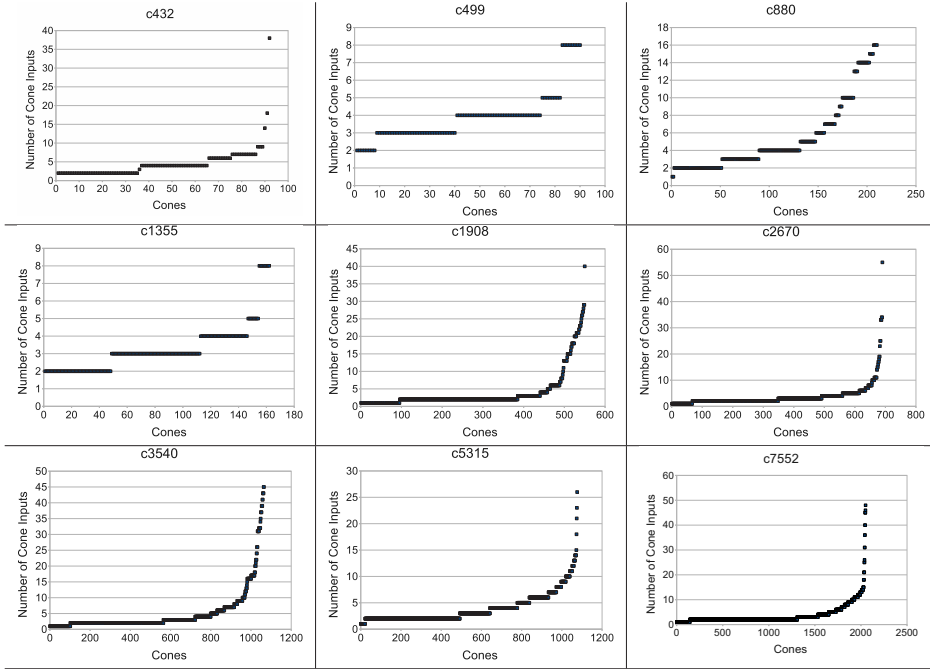 c432
Number of Cone Inputs
40
35
30
25
20
15
10
5
0
0 10 20 30 40 50 60 70 80 90 100
Cones
c499
Number of Cone Inputs
9
8
7
6
5
4
3
2
1
0
0 10 20 30 40 50 60 70 80 90 100
Cones
c880
Number of Cone Inputs
18
16
14
12
10
8
6
4
2
0
0 50 100 150 200 250
Cones
c1355
Number of Cone Inputs
9
8
7
6
5
4
3
2
1
0
0 20 40 60 80 100 120 140 160 180
Cones
c1908
Number of Cone Inputs
45
40
35
30
25
20
15
10
5
0
0 100 200 300 400 500 600
Cones
c2670
Number of Cone Inputs
60
50
40
30
20
10
0
0 100 200 300 400 500 600 700 800
Cones
c3540
Number of Cone Inputs
50
45
40
35
30
25
20
15
10
5
0
0 200 400 600 800 1000 1200
Cones
c5315
Number of Cone Inputs
30
25
20
15
10
5
0
0 200 400 600 800 1000 1200
Cones
c7552
Number of Cone Inputs
60
50
40
30
20
10
0
0 500 1000 1500 2000 2500
Cones